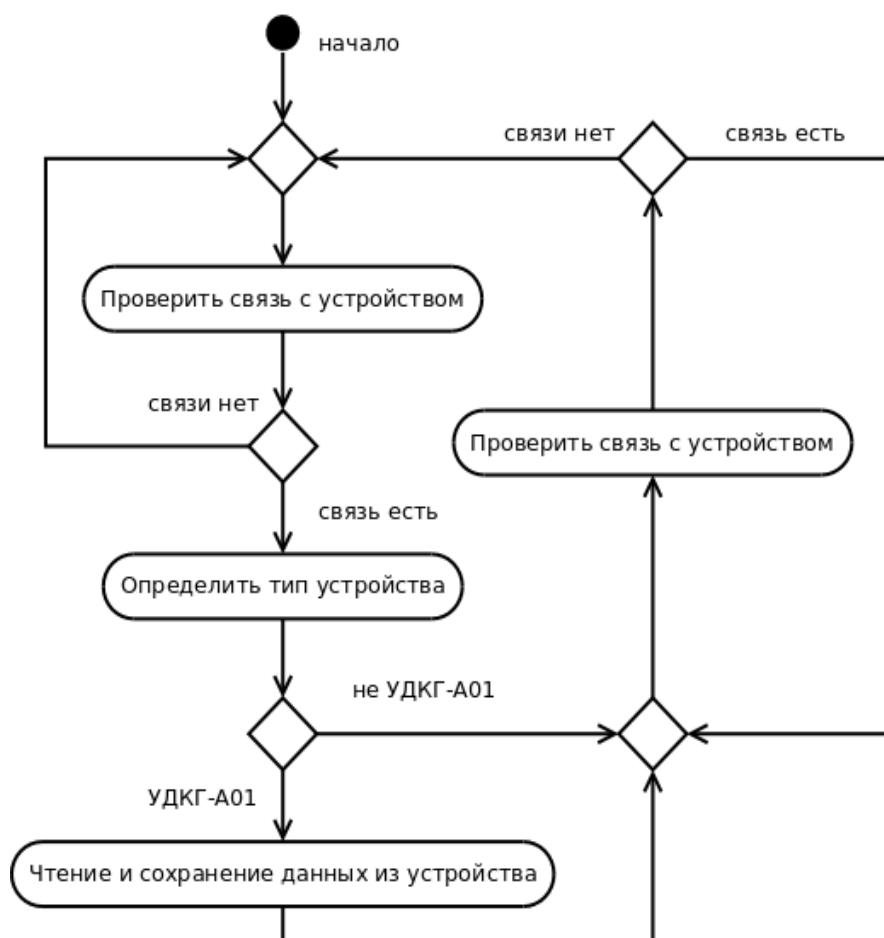 начало
связи нет
связь есть
Проверить связь с устройством
связи нет
Проверить связь с устройством
связь есть
Определить тип устройства
не УДКГ-А01
УДКГ-А01
Чтение и сохранение данных из устройства